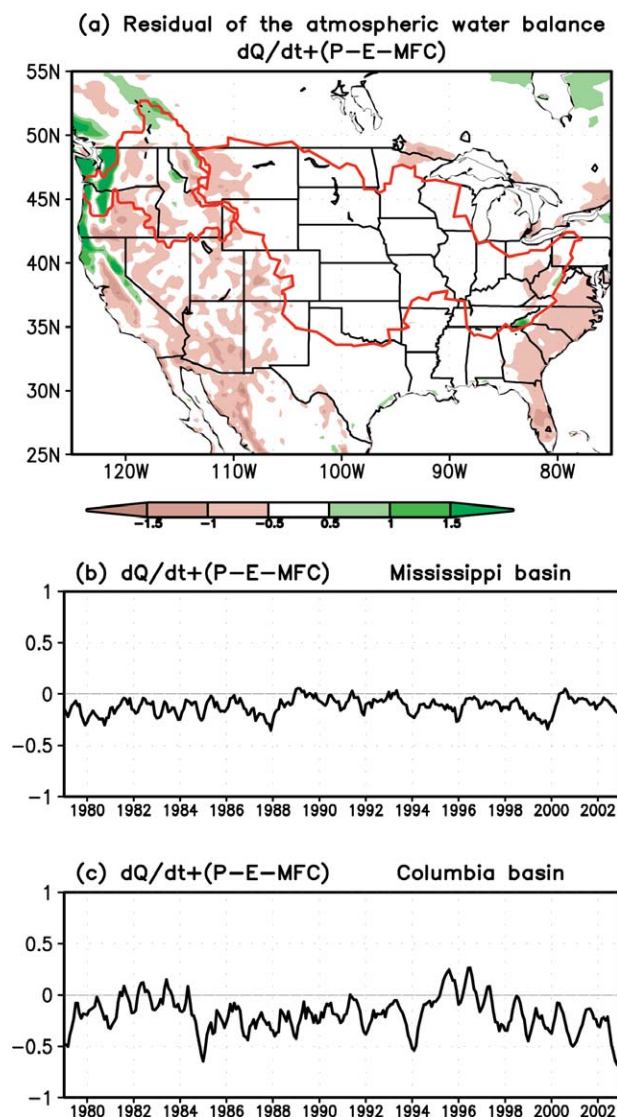 (a) Residual of the atmospheric water balance
dQ/dt+(P−E−MFC)
55N
50N
45N
40N
35N
30N
25N
120W 110W 100W 90W 80W
−1.5 −1 −0.5 0.5 1 1.5
(b) dQ/dt+(P−E−MFC) Mississippi basin
1
0.5
0
−0.5
−1
1980 1982 1984 1986 1988 1990 1992 1994 1996 1998 2000 2002
(c) dQ/dt+(P−E−MFC) Columbia basin
1
0.5
0
−0.5
−1
1980 1982 1984 1986 1988 1990 1992 1994 1996 1998 2000 2002